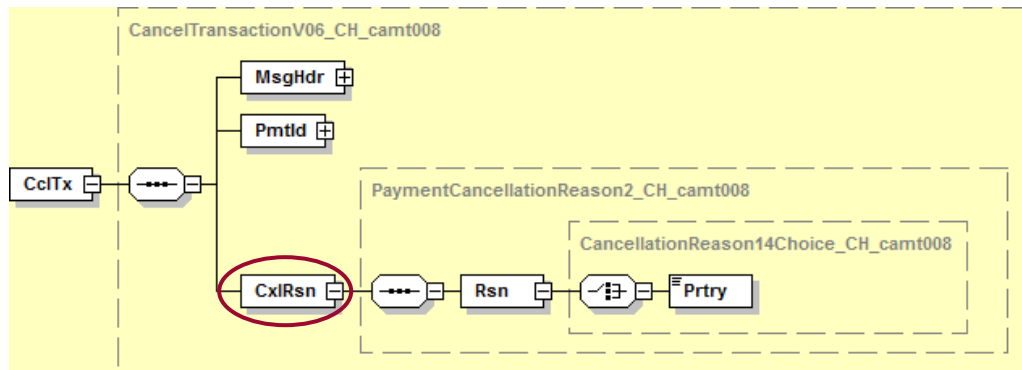 CancelTransactionV06_CH_camt008
MsgHdr
PmtId
CclTx
PaymentCancellationReason2_CH_camt008
CancellationReason14Choice_CH_camt008
CxlRsn
Rsn
Prtry